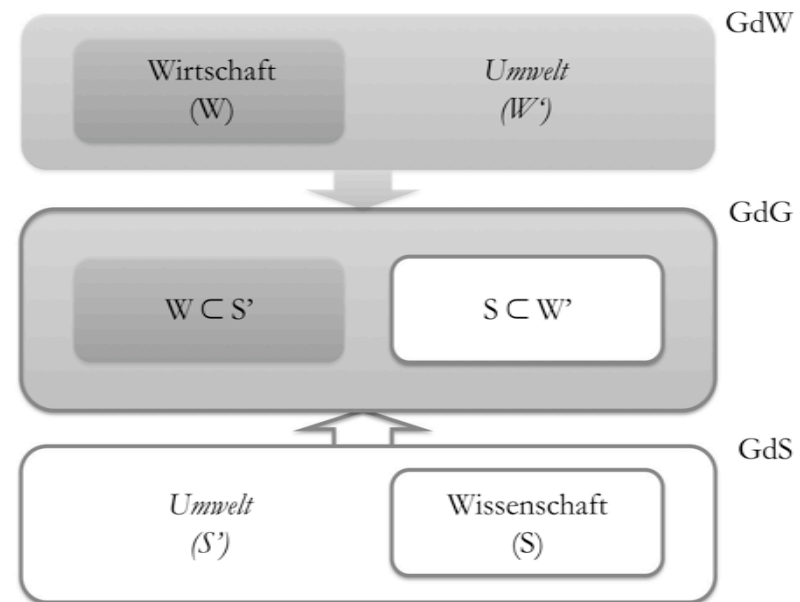 GdW
Wirtschaft
(W)
Umwelt
(W‘)
GdG
W ⊂ S’
S ⊂ W’
GdS
Umwelt
(S’)
Wissenschaft
(S)